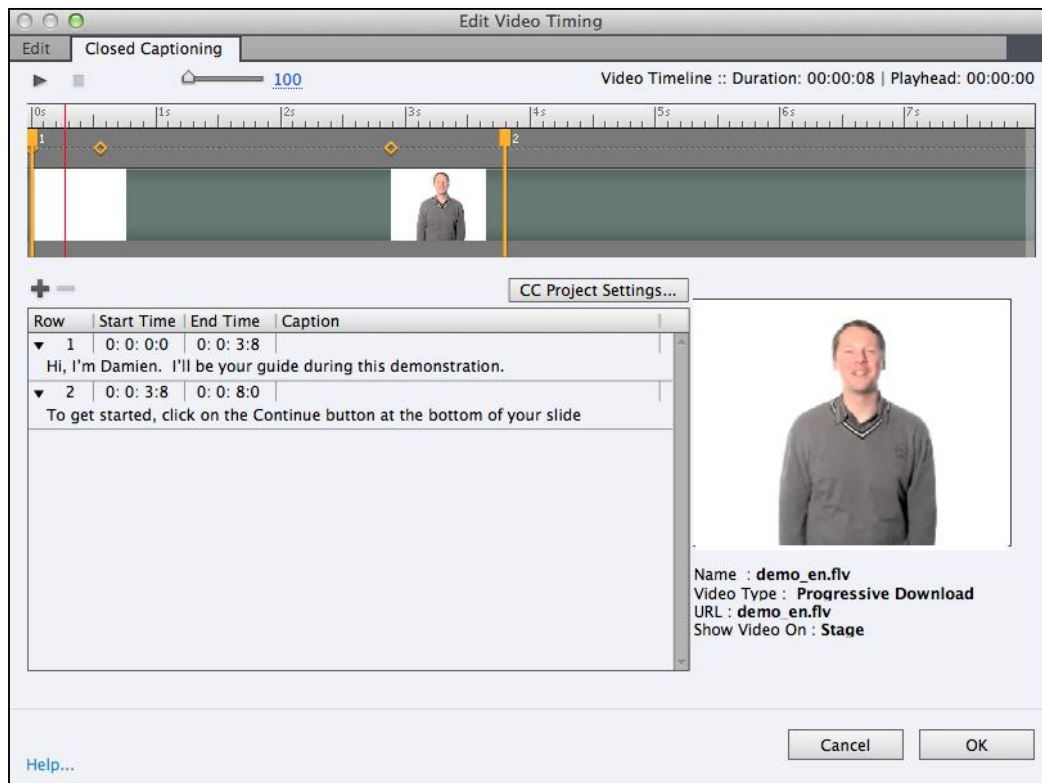 Edit Video Timing
Edit Closed Captioning
100 Video Timeline :: Duration: 00:00:08 | Playhead: 00:00:00
0s 1s 2s 3s 4s 5s 6s 7s
1 2
CC Project Settings...
Row Start Time End Time Caption
1 0: 0: 0:0 0: 0: 3:8
Hi, I'm Damien. I'll be your guide during this demonstration.
2 0: 0: 3:8 0: 0: 8:0
To get started, click on the Continue button at the bottom of your slide
Name : demo_en.flv
Video Type : Progressive Download
URL : demo_en.flv
Show Video On : Stage
Cancel OK
Help...